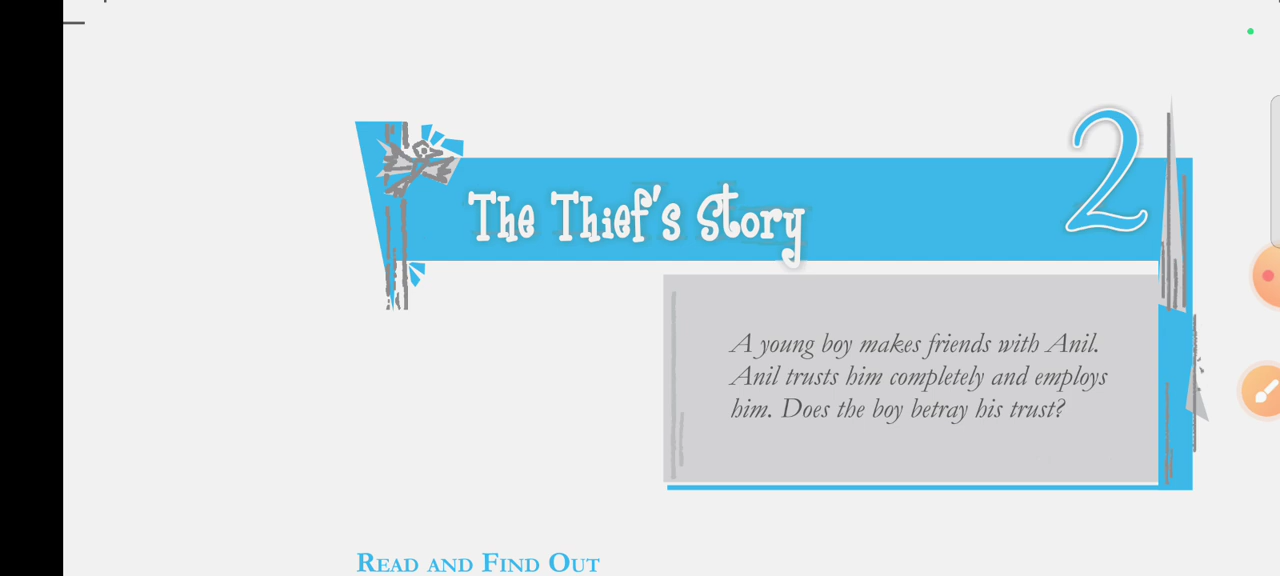 2
The Thief's Story
A young boy makes friends with Anil.
Anil trusts him completely and employs
him. Does the boy betray his trust?
READ AND FIND OUT